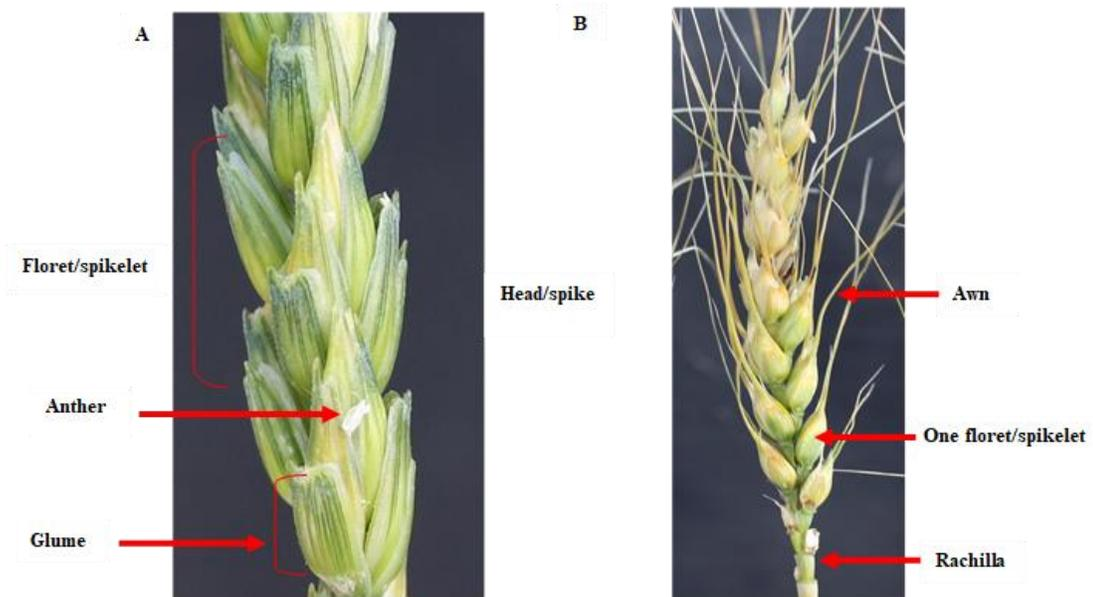 A
B
Floret/spikelet
Head/spike
Awn
Anther
One floret/spikelet
Glume
Rachilla